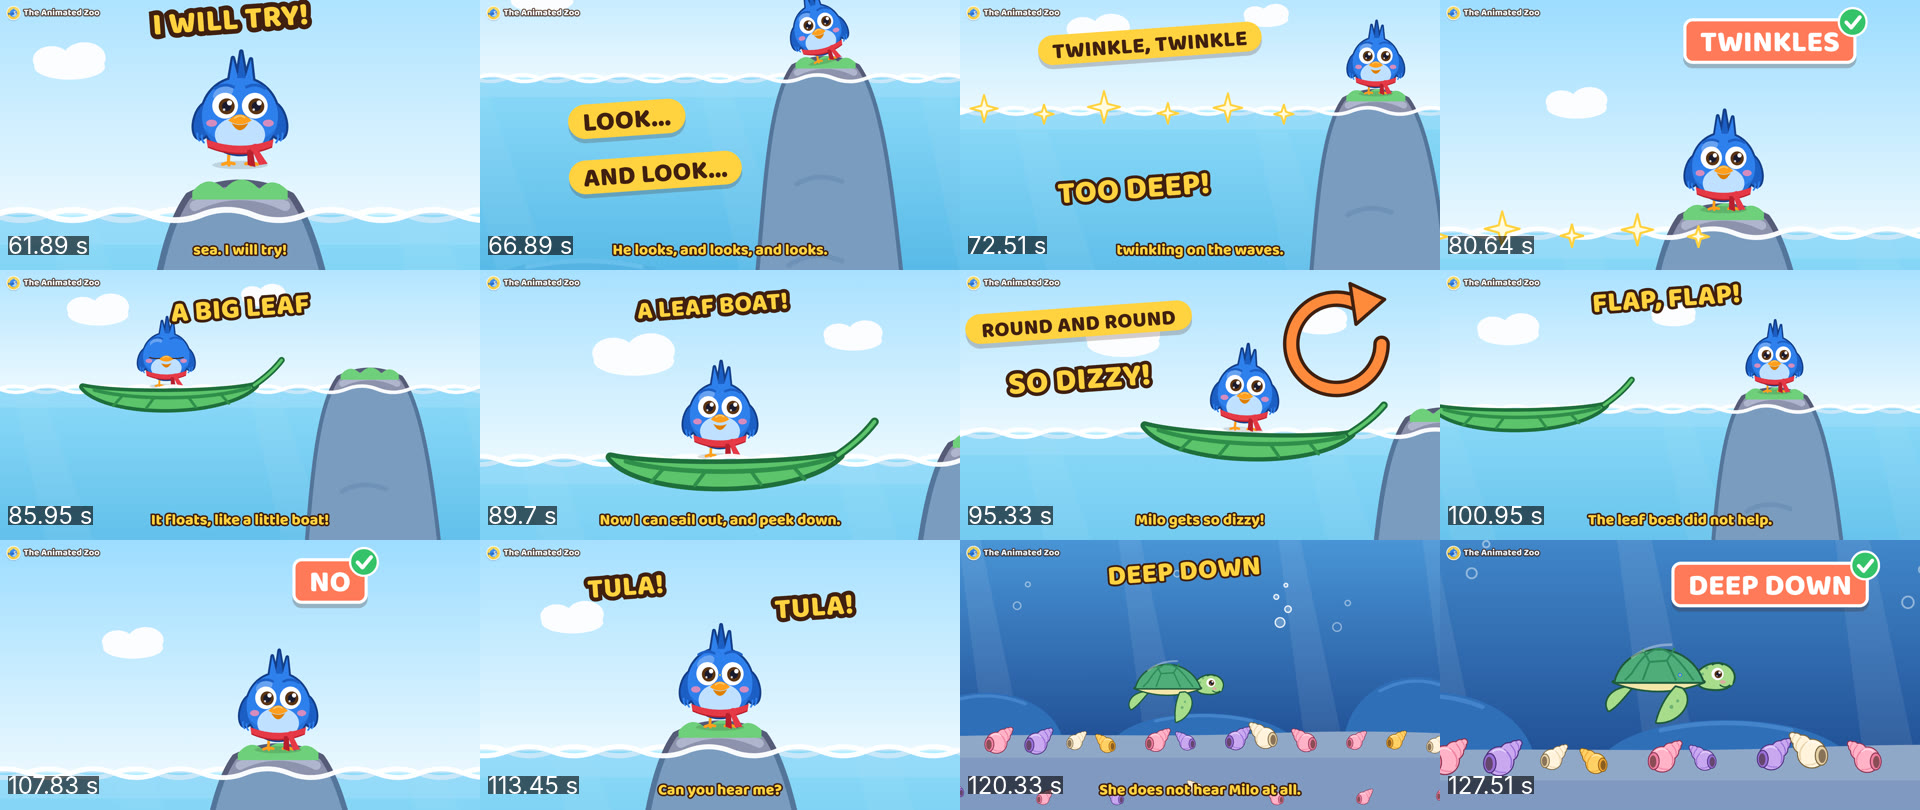 The Animated Zoo
I WILL TRY!
sea. I will try!
61.89 s
The Animated Zoo
LOOK...
AND LOOK...
He looks, and looks, and looks.
66.89 s
The Animated Zoo
TWINKLE, TWINKLE
TOO DEEP!
twinkling on the waves.
72.51 s
The Animated Zoo
TWINKLES
80.64 s
The Animated Zoo
A BIG LEAF
It floats, like a little boat!
85.95 s
The Animated Zoo
A LEAF BOAT!
Now I can sail out, and peek down.
89.7 s
The Animated Zoo
ROUND AND ROUND
SO DIZZY!
Milo gets so dizzy!
95.33 s
The Animated Zoo
FLAP, FLAP!
The leaf boat did not help.
100.95 s
The Animated Zoo
NO
107.83 s
The Animated Zoo
TULA!
TULA!
Can you hear me?
113.45 s
The Animated Zoo
DEEP DOWN
She does not hear Milo at all.
120.33 s
The Animated Zoo
DEEP DOWN
127.51 s